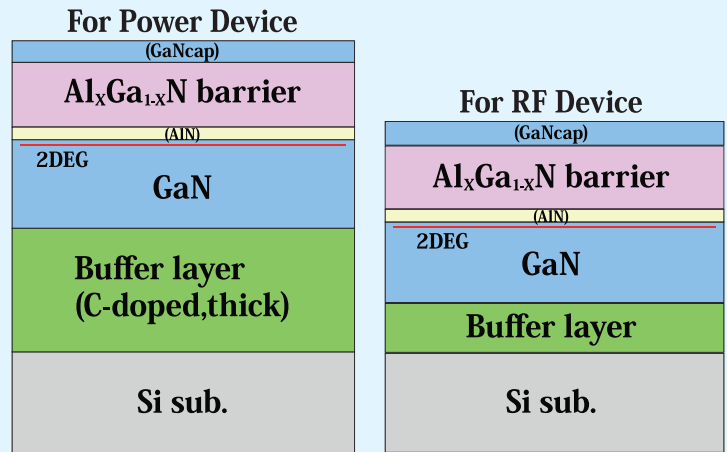 For Power Device
(GaNcap)
AlXGa1-XN barrier
(AlN)
2DEG
GaN
Buffer layer
(C-doped,thick)
Si sub.
For RF Device
(GaNcap)
AlXGa1-XN barrier
(AlN)
2DEG
GaN
Buffer layer
Si sub.